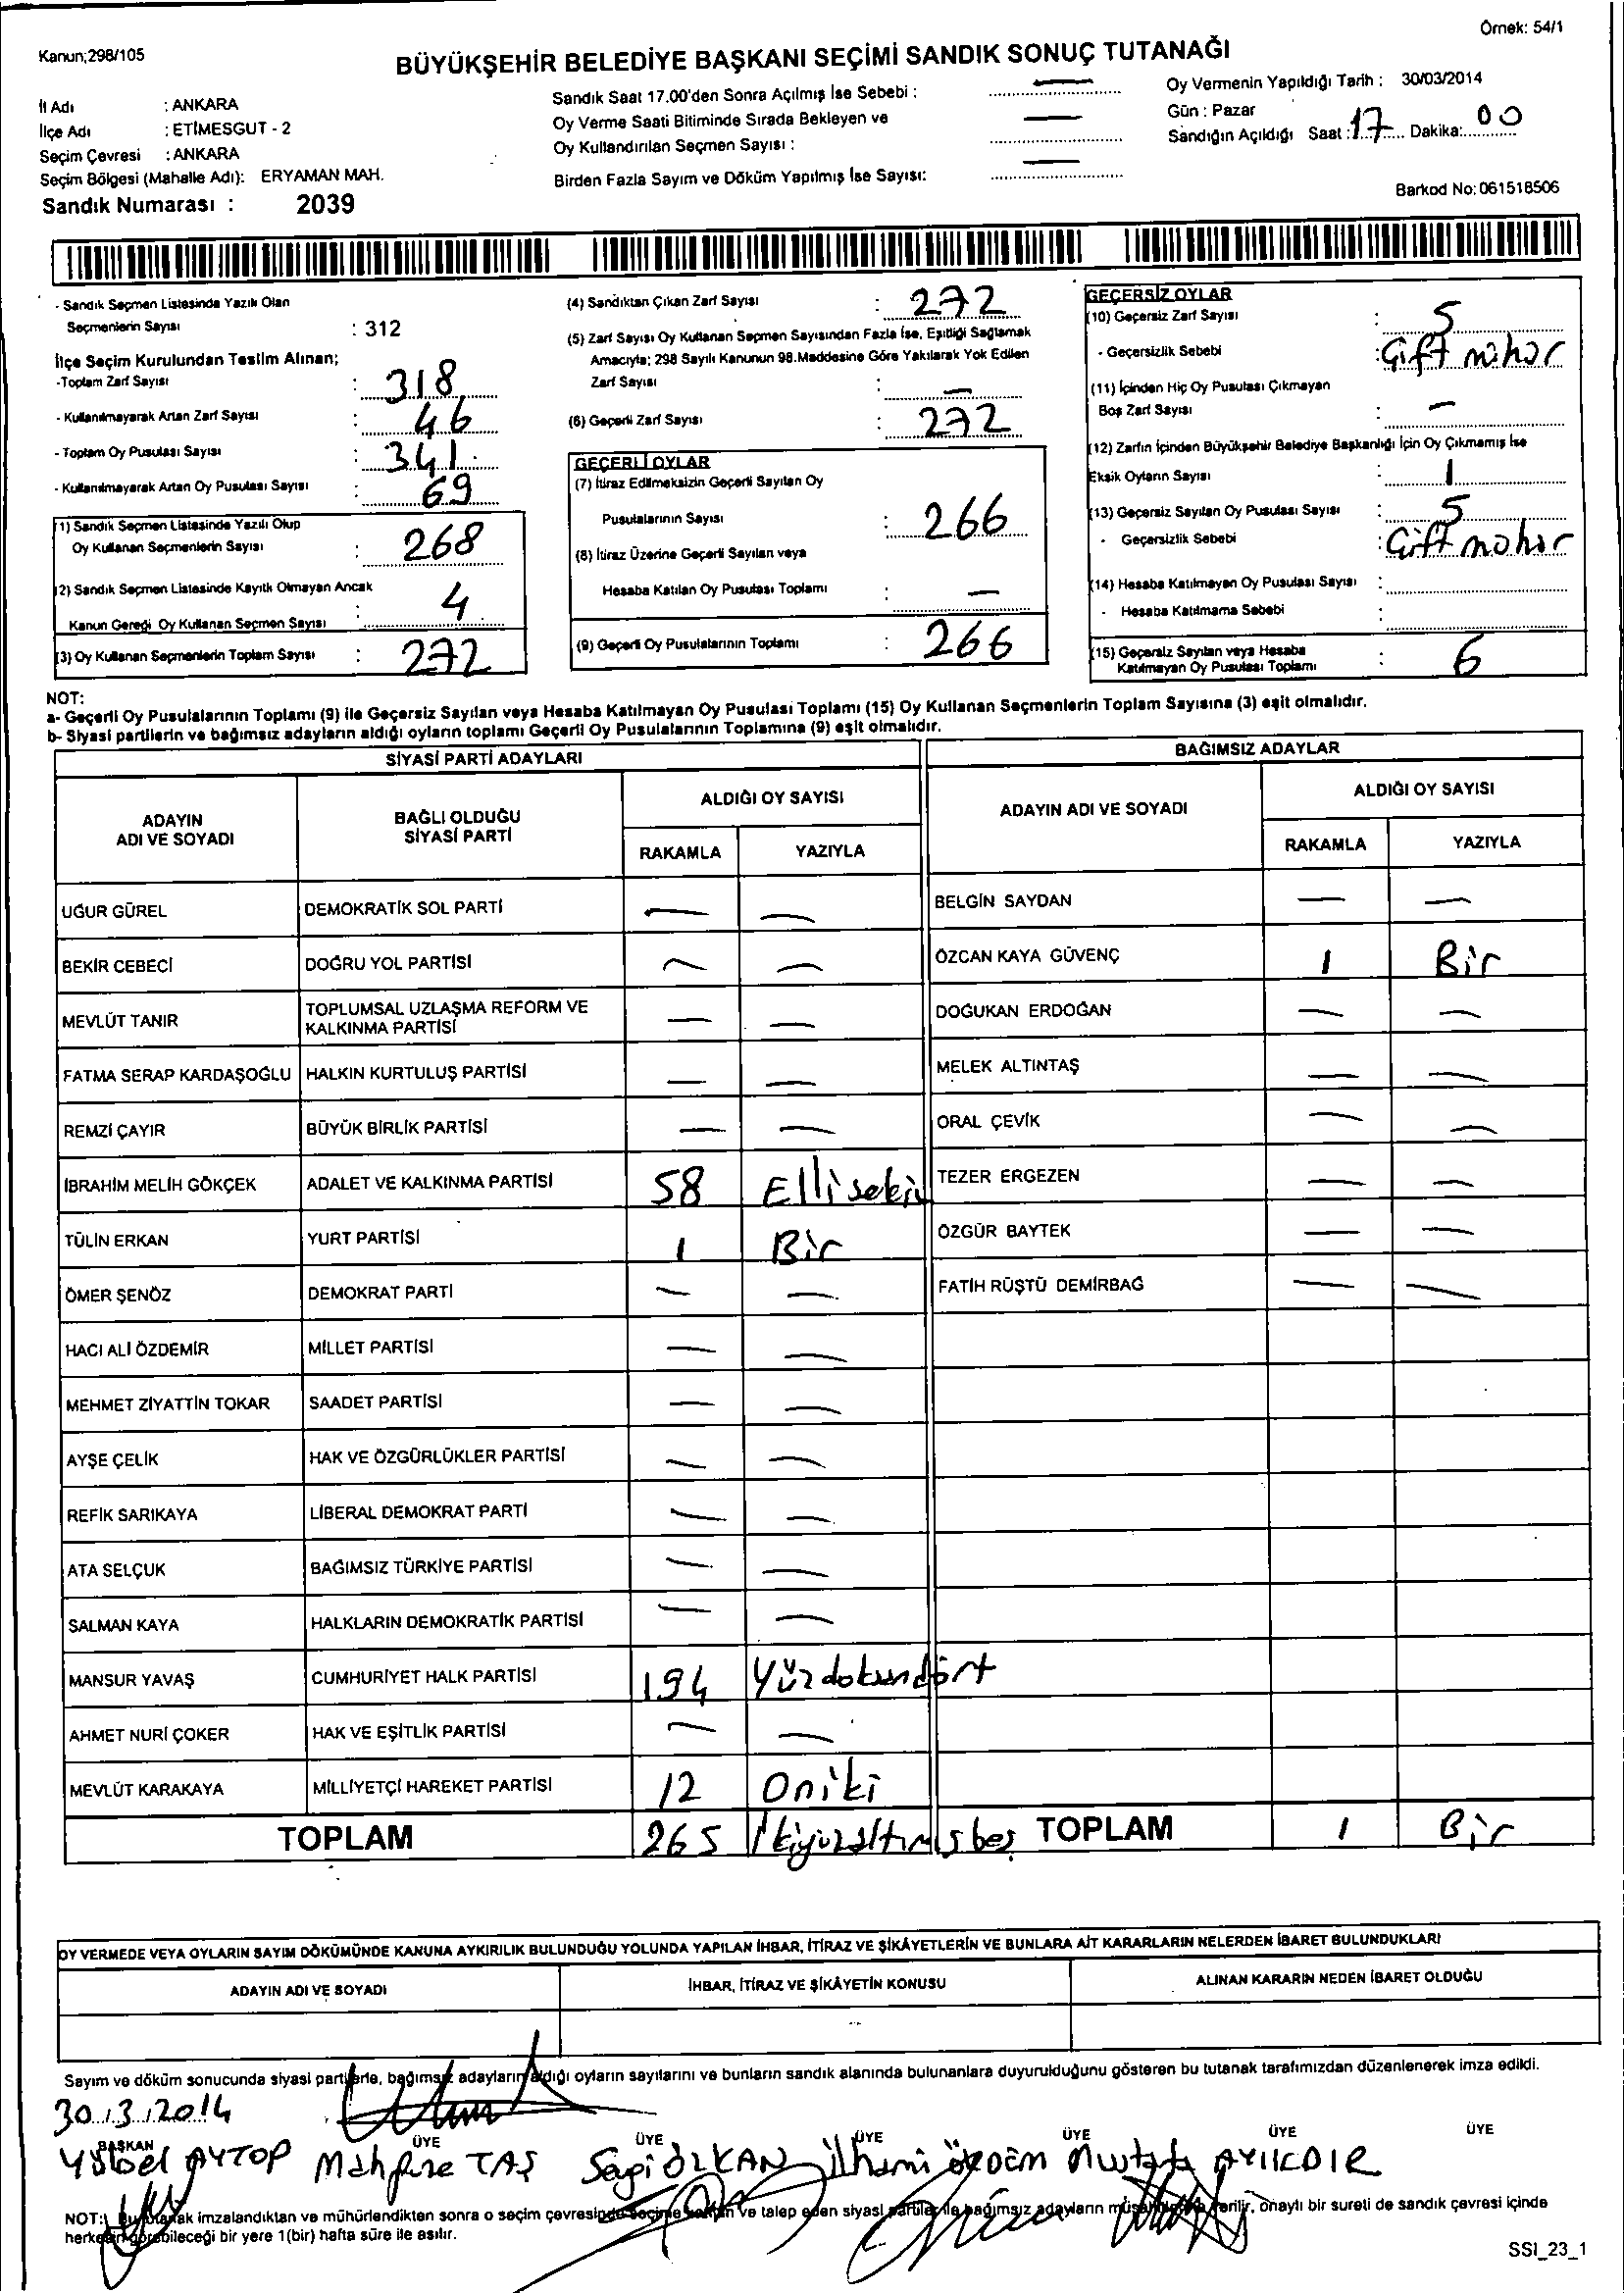 Örnek: 54/1
Kanun;298/105
BÜYÜKŞEHİR BELEDİYE BAŞKANI SEÇİMİ SANDIK SONUÇ TUTANAĞI
İl Adı : ANKARA
İlçe Adı : ETİMESGUT - 2
Seçim Çevresi : ANKARA
Seçim Bölgesi (Mahalle Adı): ERYAMAN MAH.
Sandık Numarası : 2039
Sandık Saat 17.00'den Sonra Açılmış İse Sebebi : —
Oy Verme Saati Bitiminde Sırada Bekleyen ve
Oy Kullandırılan Seçmen Sayısı : —
Birden Fazla Sayım ve Döküm Yapılmış İse Sayısı: —
Oy Vermenin Yapıldığı Tarih : 30/03/2014
Gün : Pazar
Sandığın Açıldığı Saat : 17 Dakika: 00
Barkod No: 061518506
- Sandık Seçmen Listesinde Yazılı Olan
Seçmenlerin Sayısı : 312
İlçe Seçim Kurulundan Teslim Alınan;
-Toplam Zarf Sayısı : 318
- Kullanılmayarak Artan Zarf Sayısı : 46
- Toplam Oy Pusulası Sayısı : 341
- Kullanılmayarak Artan Oy Pusulası Sayısı : 69
(1) Sandık Seçmen Listesinde Yazılı Olup
Oy Kullanan Seçmenlerin Sayısı : 268
(2) Sandık Seçmen Listesinde Kayıtlı Olmayan Ancak
Kanun Gereği Oy Kullanan Seçmen Sayısı : 4
(3) Oy Kullanan Seçmenlerin Toplam Sayısı : 272
(4) Sandıktan Çıkan Zarf Sayısı : 272
(5) Zarf Sayısı Oy Kullanan Seçmen Sayısından Fazla İse, Eşitliği Sağlamak
Amacıyla; 298 Sayılı Kanunun 98.Maddesine Göre Yakılarak Yok Edilen
Zarf Sayısı : —
(6) Geçerli Zarf Sayısı : 272
GEÇERLİ OYLAR
(7) İtiraz Edilmeksizin Geçerli Sayılan Oy
Pusulalarının Sayısı : 266
(8) İtiraz Üzerine Geçerli Sayılan veya
Hesaba Katılan Oy Pusulası Toplamı : —
(9) Geçerli Oy Pusulalarının Toplamı : 266
GEÇERSİZ OYLAR
(10) Geçersiz Zarf Sayısı : 5
- Geçersizlik Sebebi : Çift mühür
(11) İçinden Hiç Oy Pusulası Çıkmayan
Boş Zarf Sayısı : —
(12) Zarfın İçinden Büyükşehir Belediye Başkanlığı İçin Oy Çıkmamış İse
Eksik Oyların Sayısı : 1
(13) Geçersiz Sayılan Oy Pusulası Sayısı : 5
- Geçersizlik Sebebi : Çift mühür
(14) Hesaba Katılmayan Oy Pusulası Sayısı :
- Hesaba Katılmama Sebebi :
(15) Geçersiz Sayılan veya Hesaba
Katılmayan Oy Pusulası Toplamı : 6
NOT:
a- Geçerli Oy Pusulalarının Toplamı (9) ile Geçersiz Sayılan veya Hesaba Katılmayan Oy Pusulası Toplamı (15) Oy Kullanan Seçmenlerin Toplam Sayısına (3) eşit olmalıdır.
b- Siyasi partilerin ve bağımsız adayların aldığı oyların toplamı Geçerli Oy Pusulalarının Toplamına (9) eşit olmalıdır.
SİYASİ PARTİ ADAYLARI
ADAYIN ADI VE SOYADI BAĞLI OLDUĞU SİYASİ PARTİ ALDIĞI OY SAYISI
RAKAMLA YAZIYLA
UĞUR GÜREL DEMOKRATİK SOL PARTİ — —
BEKİR CEBECİ DOĞRU YOL PARTİSİ — —
MEVLÜT TANIR TOPLUMSAL UZLAŞMA REFORM VE KALKINMA PARTİSİ — —
FATMA SERAP KARDAŞOĞLU HALKIN KURTULUŞ PARTİSİ — —
REMZİ ÇAYIR BÜYÜK BİRLİK PARTİSİ — —
İBRAHİM MELİH GÖKÇEK ADALET VE KALKINMA PARTİSİ 58 Ellisekiz
TÜLİN ERKAN YURT PARTİSİ 1 Bir
ÖMER ŞENÖZ DEMOKRAT PARTİ — —
HACI ALİ ÖZDEMİR MİLLET PARTİSİ — —
MEHMET ZİYATTİN TOKAR SAADET PARTİSİ — —
AYŞE ÇELİK HAK VE ÖZGÜRLÜKLER PARTİSİ — —
REFİK SARIKAYA LİBERAL DEMOKRAT PARTİ — —
ATA SELÇUK BAĞIMSIZ TÜRKİYE PARTİSİ — —
SALMAN KAYA HALKLARIN DEMOKRATİK PARTİSİ — —
MANSUR YAVAŞ CUMHURİYET HALK PARTİSİ 194 Yüzdoksandört
AHMET NURİ ÇOKER HAK VE EŞİTLİK PARTİSİ — —
MEVLÜT KARAKAYA MİLLİYETÇİ HAREKET PARTİSİ 12 Oniki
TOPLAM 265 İkiyüzaltmışbeş
BAĞIMSIZ ADAYLAR
ADAYIN ADI VE SOYADI ALDIĞI OY SAYISI
RAKAMLA YAZIYLA
BELGİN SAYDAN — —
ÖZCAN KAYA GÜVENÇ 1 Bir
DOĞUKAN ERDOĞAN — —
MELEK ALTINTAŞ — —
ORAL ÇEVİK — —
TEZER ERGEZEN — —
ÖZGÜR BAYTEK — —
FATİH RÜŞTÜ DEMİRBAĞ — —
TOPLAM 1 Bir
OY VERMEDE VEYA OYLARIN SAYIM DÖKÜMÜNDE KANUNA AYKIRILIK BULUNDUĞU YOLUNDA YAPILAN İHBAR, İTİRAZ VE ŞİKÂYETLERİN VE BUNLARA AİT KARARLARIN NELERDEN İBARET BULUNDUKLARI
ADAYIN ADI VE SOYADI İHBAR, İTİRAZ VE ŞİKÂYETİN KONUSU ALINAN KARARIN NEDEN İBARET OLDUĞU
Sayım ve döküm sonucunda siyasi partilerle, bağımsız adayların aldığı oyların sayılarını ve bunların sandık alanında bulunanlara duyurulduğunu gösteren bu tutanak tarafımızdan düzenlenerek imza edildi.
30.3.2014
BAŞKAN ÜYE ÜYE ÜYE ÜYE ÜYE ÜYE
AYTOP TAŞ ÖZKAN İlhami Mustafa
NOT: Bu tutanak imzalandıktan ve mühürlendikten sonra o seçim çevresinde seçime katılan ve talep eden siyasi partiler ile bağımsız adayların müşahitlerine verilir, onaylı bir sureti de sandık çevresi içinde
herkesin görebileceği bir yere 1(bir) hafta süre ile asılır.
SSI_23_1